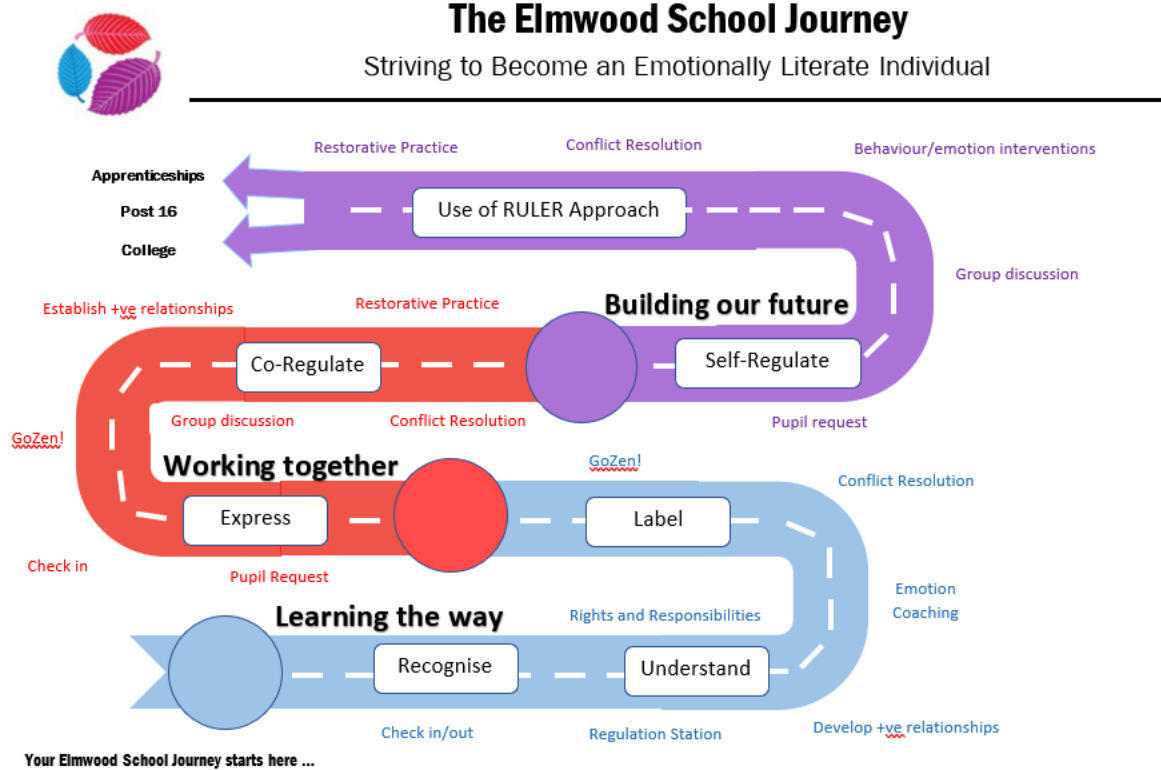 The Elmwood School Journey
Striving to Become an Emotionally Literate Individual
Restorative Practice
Conflict Resolution
Behaviour/emotion interventions
Apprenticeships
Post 16
College
Use of RULER Approach
Group discussion
Building our future
Establish +ve relationships
Restorative Practice
Co-Regulate
Self-Regulate
Group discussion
Conflict Resolution
Pupil request
GoZen!
Working together
GoZen!
Conflict Resolution
Express
Label
Check in
Pupil Request
Emotion
Coaching
Learning the way
Rights and Responsibilities
Recognise
Understand
Check in/out
Regulation Station
Develop +ve relationships
Your Elmwood School Journey starts here ...